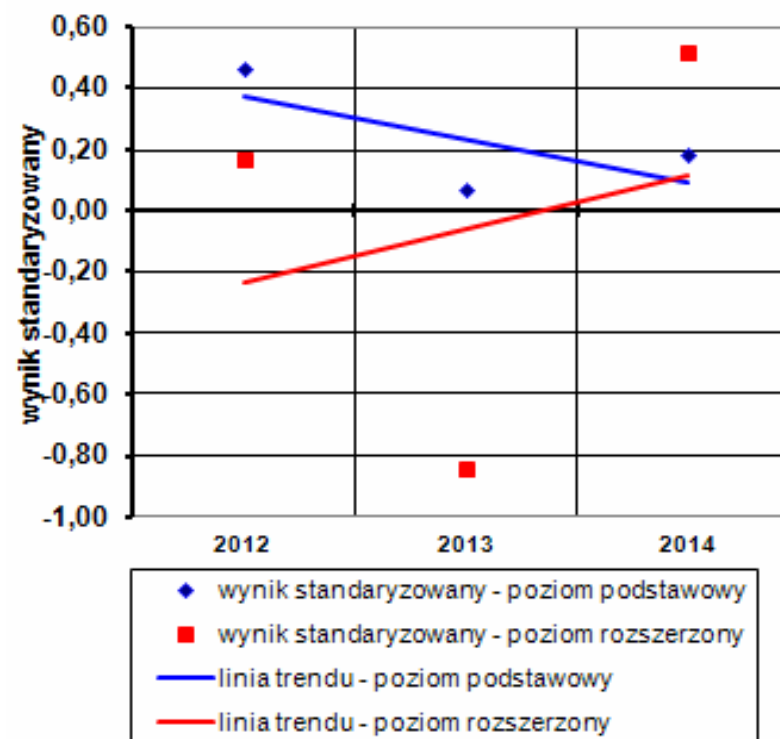 wynik standaryzowany
0,60
0,40
0,20
0,00
-0,20
-0,40
-0,60
-0,80
-1,00
2012 2013 2014
wynik standaryzowany - poziom podstawowy
wynik standaryzowany - poziom rozszerzony
linia trendu - poziom podstawowy
linia trendu - poziom rozszerzony